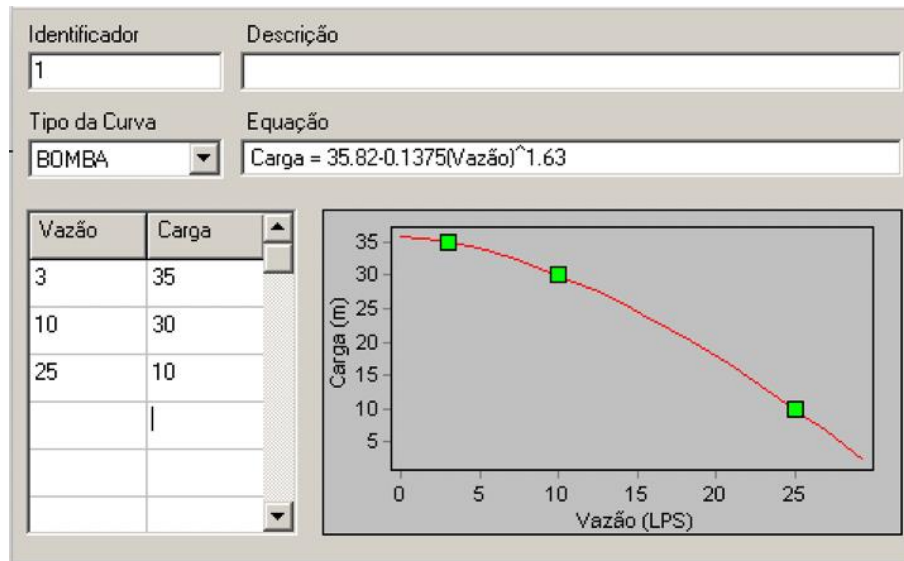 Identificador Descrição
1
Tipo da Curva Equação
BOMBA Carga = 35.82-0.1375(Vazão)^1.63
Vazão Carga
3 35
10 30
25 10
35
30
25
20
15
10
5
Carga (m)
0 5 10 15 20 25
Vazão (LPS)